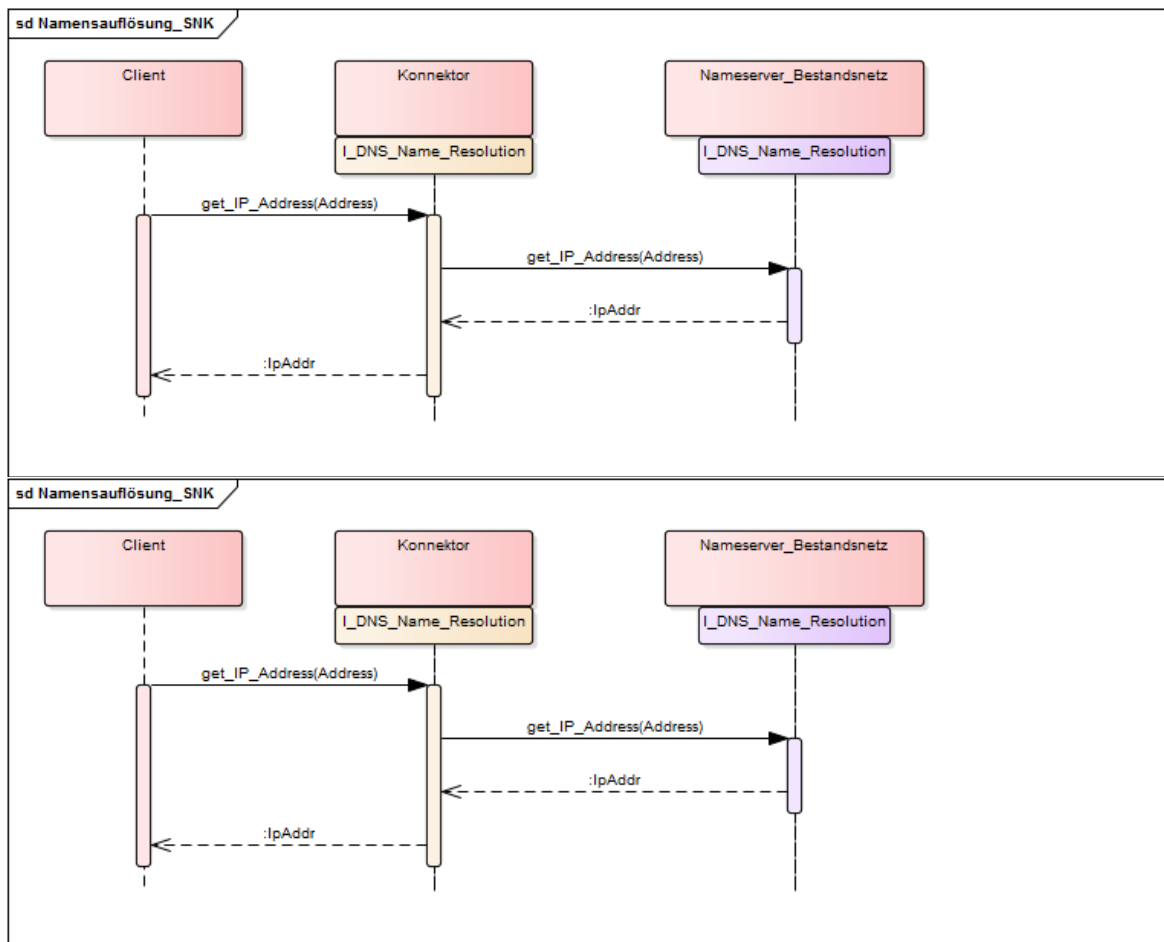 sd Namensauflösung_SNK
Client
Konnektor
Nameserver_Bestandsnetz
I_DNS_Name_Resolution
I_DNS_Name_Resolution
get_IP_Address(Address)
get_IP_Address(Address)
:IpAddr
:IpAddr
sd Namensauflösung_SNK
Client
Konnektor
Nameserver_Bestandsnetz
I_DNS_Name_Resolution
I_DNS_Name_Resolution
get_IP_Address(Address)
get_IP_Address(Address)
:IpAddr
:IpAddr